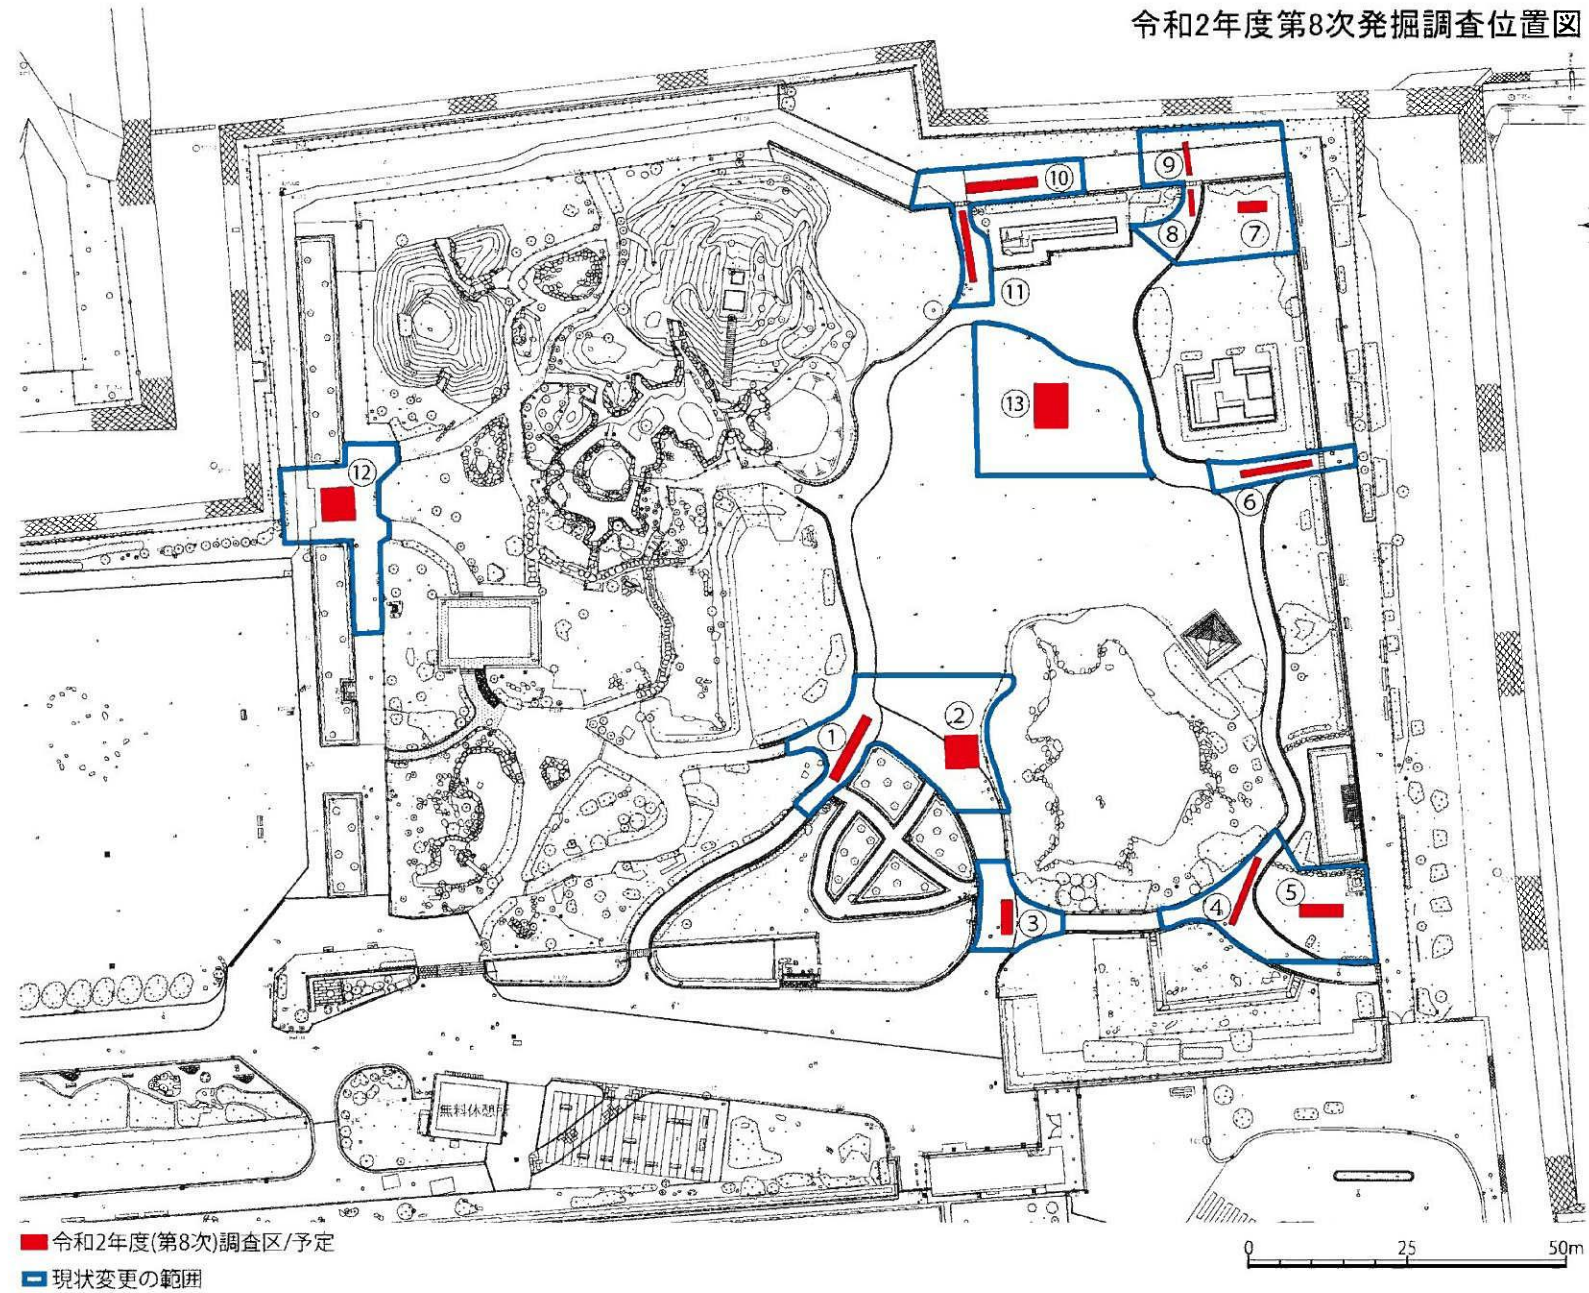 令和2年度第8次発掘調査位置図
⑨
⑩
⑧
⑦
⑪
⑬
⑫
⑥
①
②
⑤
④
③
無料休憩所
令和2年度(第8次)調査区/予定
現状変更の範囲
0 25 50m